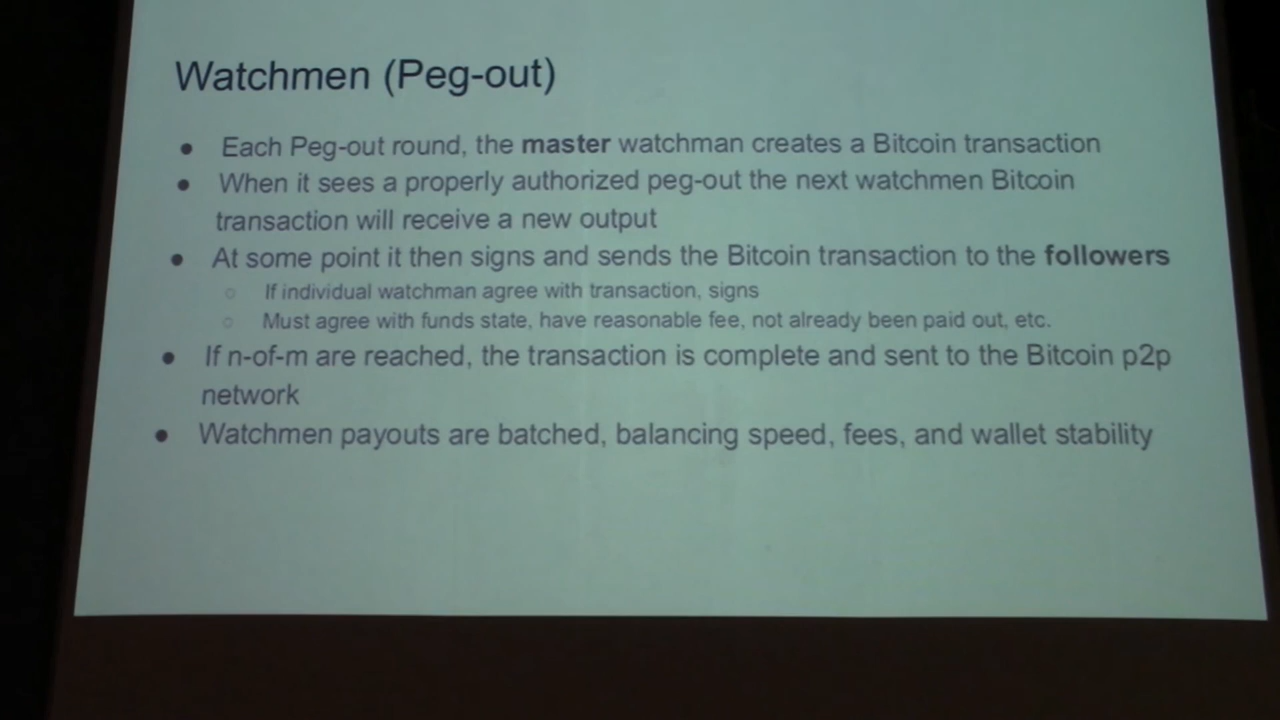 Watchmen (Peg-out)
● Each Peg-out round, the master watchman creates a Bitcoin transaction
● When it sees a properly authorized peg-out the next watchmen Bitcoin
transaction will receive a new output
● At some point it then signs and sends the Bitcoin transaction to the followers
○ If individual watchman agree with transaction, signs
○ Must agree with funds state, have reasonable fee, not already been paid out, etc.
● If n-of-m are reached, the transaction is complete and sent to the Bitcoin p2p
network
● Watchmen payouts are batched, balancing speed, fees, and wallet stability